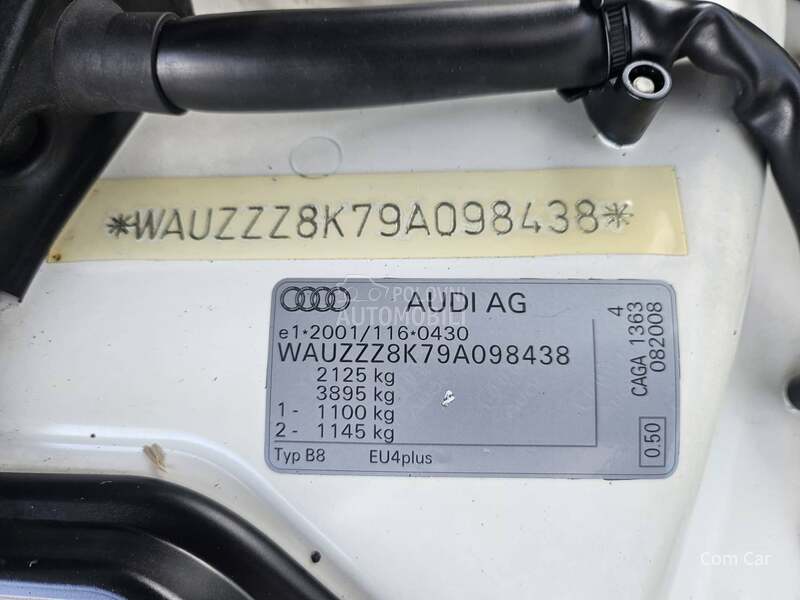 *WAUZZZ8K79A098438*
AUDI AG
POLOVNI
AUTOMOBILI
e1*2001/116*0430
WAUZZZ8K79A098438
2125 kg
3895 kg
1- 1100 kg
2- 1145 kg
Typ B8 EU4plus
4
CAGA 1363
082008
0.50
Com Car